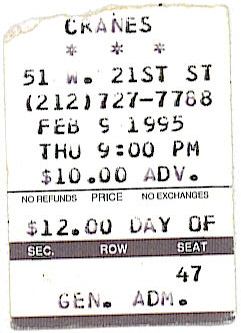 CRANES
* * *
51 W. 21ST ST
(212)727-7788
FEB 9 1995
THU 9:00 PM
$10.00 ADV.
NO REFUNDS PRICE NO EXCHANGES
$12.00 DAY OF
SEC. ROW SEAT
47
GEN. ADM.